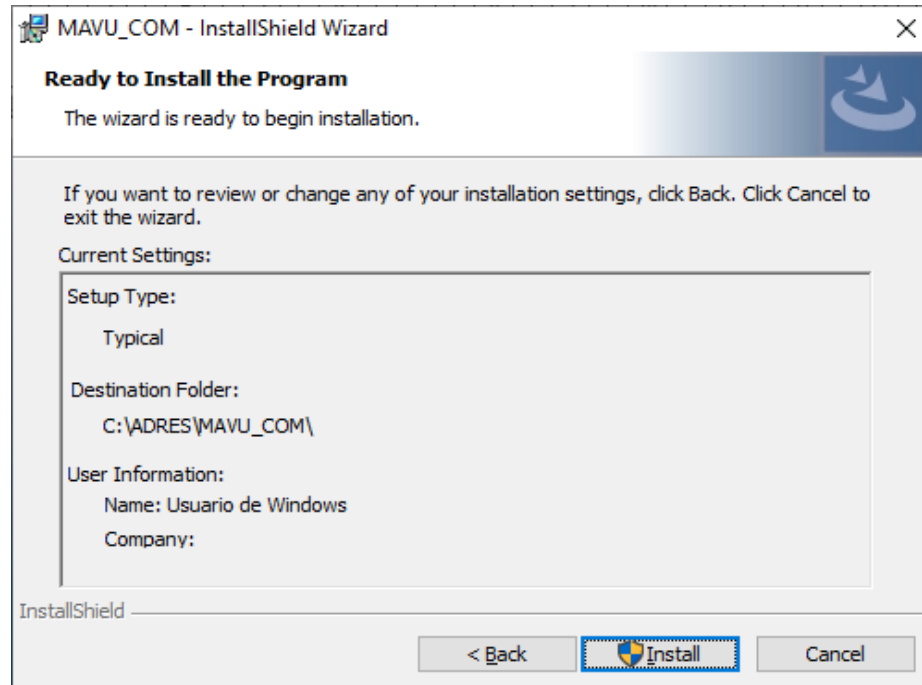 MAVU_COM - InstallShield Wizard
Ready to Install the Program
The wizard is ready to begin installation.
If you want to review or change any of your installation settings, click Back. Click Cancel to
exit the wizard.
Current Settings:
Setup Type:
Typical
Destination Folder:
C:\ADRES\MAVU_COM\
User Information:
Name: Usuario de Windows
Company:
InstallShield
< Back
Install
Cancel